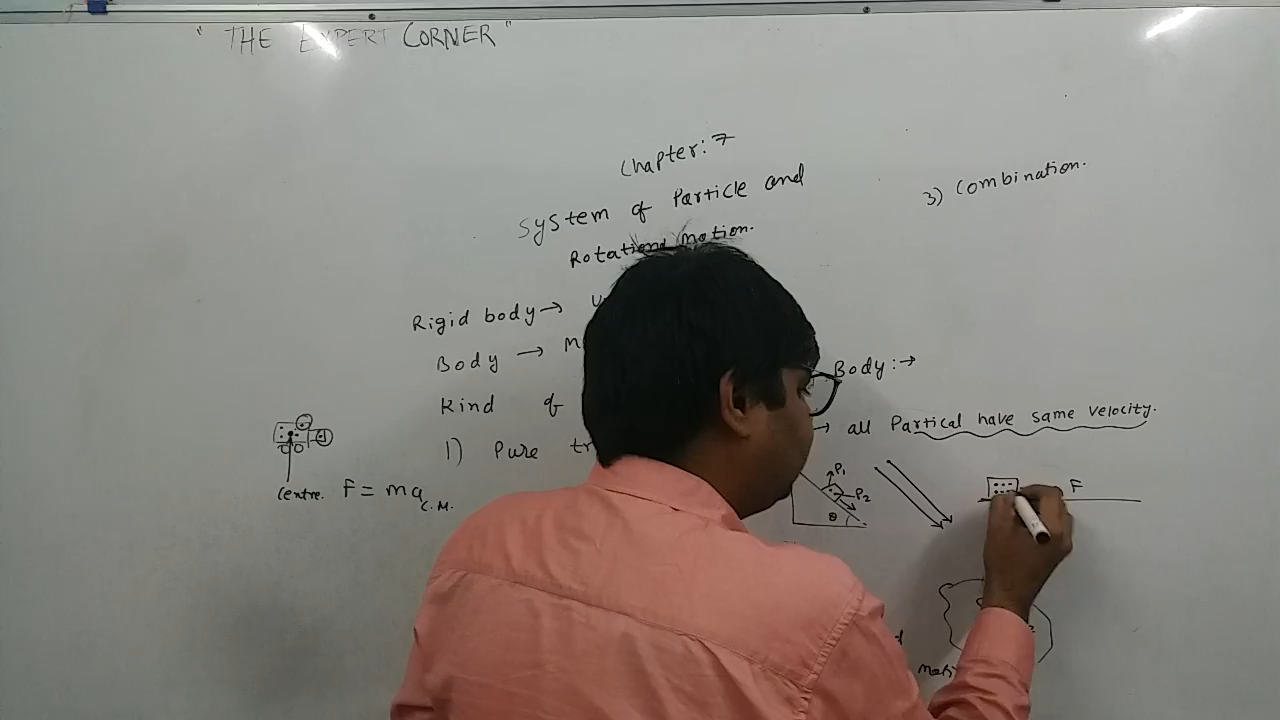 " THE EXPERT CORNER "
Chapter: 7
System of Particle and
Rotational motion.
3) Combination.
Rigid body →
Body → M
Kind of
Body :→
1) Pure tr
→ all Partical have same velocity.
P1
P2
θ
F
Centre. F = ma C.M.